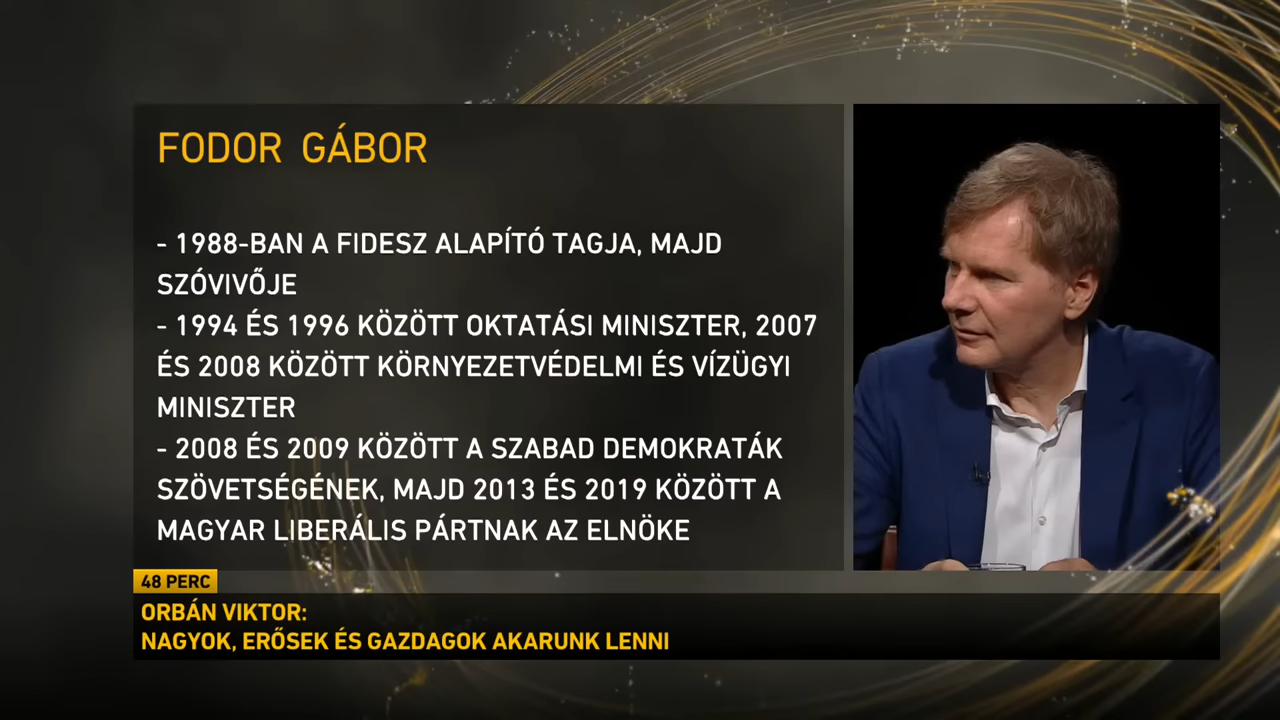 FODOR GÁBOR
- 1988-BAN A FIDESZ ALAPÍTÓ TAGJA, MAJD
SZÓVIVŐJE
- 1994 ÉS 1996 KÖZÖTT OKTATÁSI MINISZTER, 2007
ÉS 2008 KÖZÖTT KÖRNYEZETVÉDELMI ÉS VÍZÜGYI
MINISZTER
- 2008 ÉS 2009 KÖZÖTT A SZABAD DEMOKRATÁK
SZÖVETSÉGÉNEK, MAJD 2013 ÉS 2019 KÖZÖTT A
MAGYAR LIBERÁLIS PÁRTNAK AZ ELNÖKE
48 PERC
ORBÁN VIKTOR:
NAGYOK, ERŐSEK ÉS GAZDAGOK AKARUNK LENNI